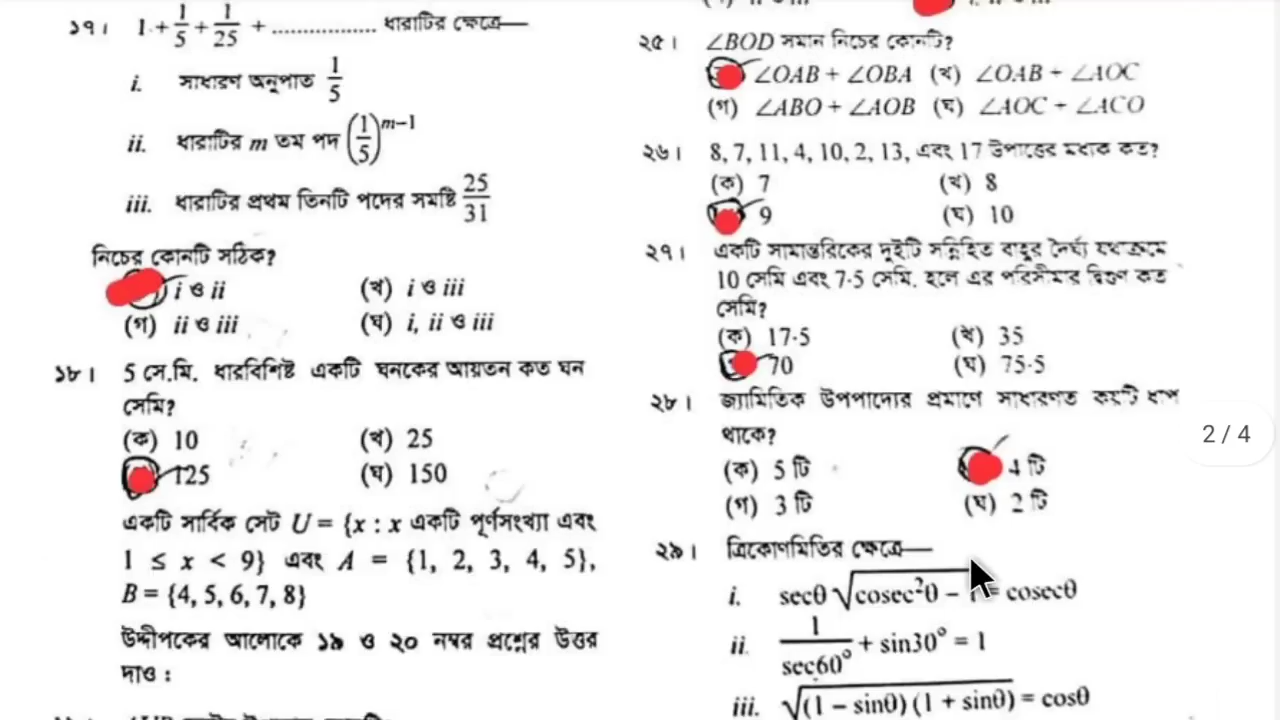 ১৭। 1 + 1/5 + 1/25 + ................ ধারাটির ক্ষেত্রে—
i. সাধারণ অনুপাত 1/5
ii. ধারাটির m তম পদ (1/5)^(m−1)
iii. ধারাটির প্রথম তিনটি পদের সমষ্টি 25/31
নিচের কোনটি সঠিক?
i ও ii (খ) i ও iii
(গ) ii ও iii (ঘ) i, ii ও iii
১৮। 5 সে.মি. ধারবিশিষ্ট একটি ঘনকের আয়তন কত ঘন
সেমি?
(ক) 10 (খ) 25
125 (ঘ) 150
একটি সার্বিক সেট U = {x : x একটি পূর্ণসংখ্যা এবং
1 ≤ x < 9} এবং A = {1, 2, 3, 4, 5},
B = {4, 5, 6, 7, 8}
উদ্দীপকের আলোকে ১৯ ও ২০ নম্বর প্রশ্নের উত্তর
দাও :
২৫। ∠BOD সমান নিচের কোনটি?
∠OAB + ∠OBA (খ) ∠OAB + ∠AOC
(গ) ∠ABO + ∠AOB (ঘ) ∠AOC + ∠ACO
২৬। 8, 7, 11, 4, 10, 2, 13, এবং 17 উপাত্তের মধ্যক কত?
(ক) 7 (খ) 8
9 (ঘ) 10
২৭। একটি সামান্তরিকের দুইটি সন্নিহিত বাহুর দৈর্ঘ্য যথাক্রমে
10 সেমি এবং 7·5 সেমি. হলে এর পরিসীমার দ্বিগুণ কত
সেমি?
(ক) 17·5 (খ) 35
70 (ঘ) 75·5
২৮। জ্যামিতিক উপপাদ্যের প্রমাণে সাধারণত কয়টি ধাপ
থাকে?
(ক) 5 টি 4 টি
(গ) 3 টি (ঘ) 2 টি
২৯। ত্রিকোণমিতির ক্ষেত্রে—
i. secθ √(cosec²θ − 1) = cosecθ
ii. 1/sec60° + sin30° = 1
iii. √((1 − sinθ) (1 + sinθ)) = cosθ
2 / 4